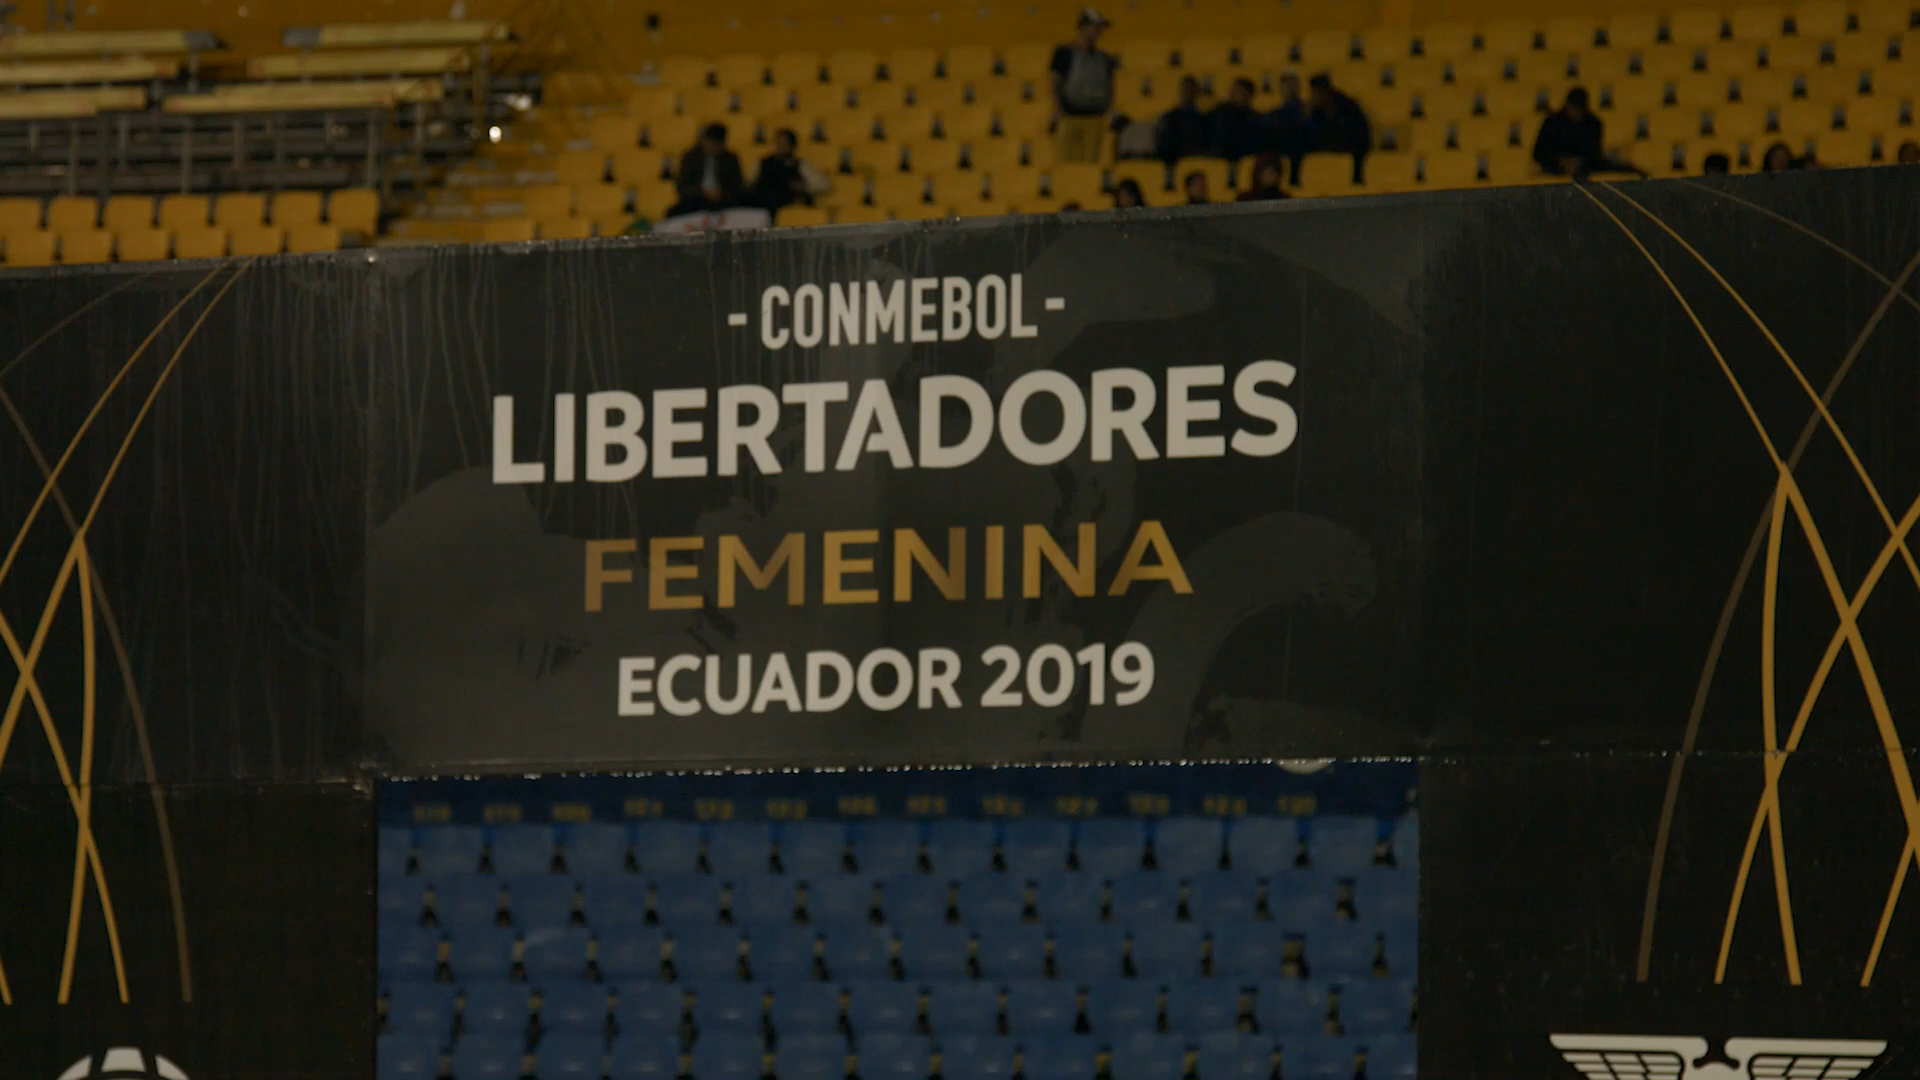 - CONMEBOL -
LIBERTADORES
FEMENINA
ECUADOR 2019